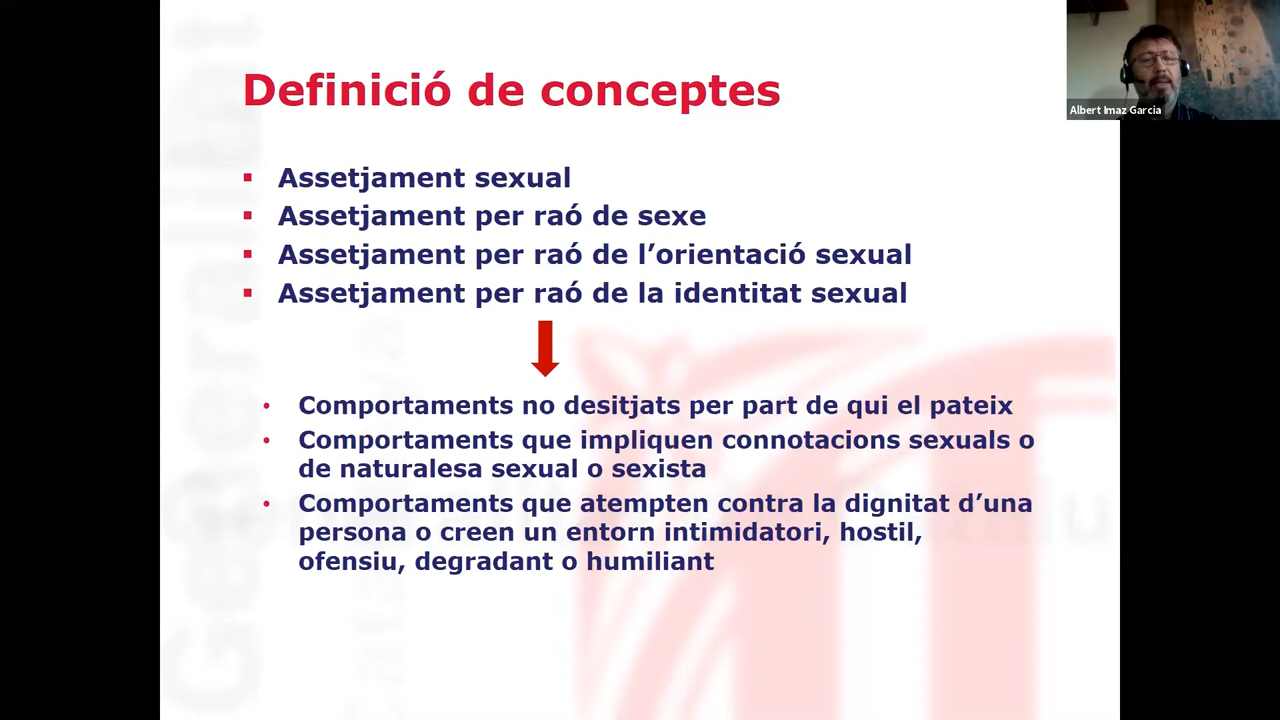 Definició de conceptes
Albert Imaz Garcia
▪ Assetjament sexual
▪ Assetjament per raó de sexe
▪ Assetjament per raó de l’orientació sexual
▪ Assetjament per raó de la identitat sexual
• Comportaments no desitjats per part de qui el pateix
• Comportaments que impliquen connotacions sexuals o
de naturalesa sexual o sexista
• Comportaments que atempten contra la dignitat d’una
persona o creen un entorn intimidatori, hostil,
ofensiu, degradant o humiliant
Generalitat